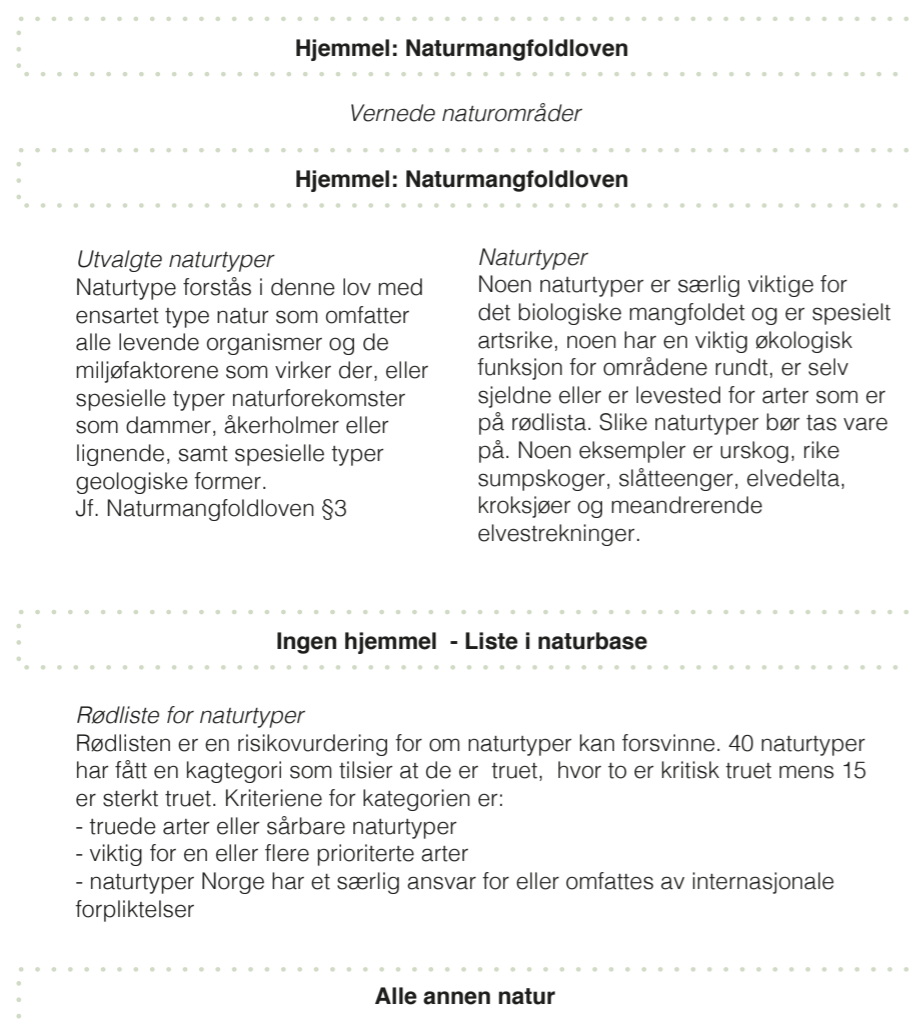 Hjemmel: Naturmangfoldloven
Vernede naturområder
Hjemmel: Naturmangfoldloven
Utvalgte naturtyper
Naturtype forstås i denne lov med
ensartet type natur som omfatter
alle levende organismer og de
miljøfaktorene som virker der, eller
spesielle typer naturforekomster
som dammer, åkerholmer eller
lignende, samt spesielle typer
geologiske former.
Jf. Naturmangfoldloven §3
Naturtyper
Noen naturtyper er særlig viktige for
det biologiske mangfoldet og er spesielt
artsrike, noen har en viktig økologisk
funksjon for områdene rundt, er selv
sjeldne eller er levested for arter som er
på rødlista. Slike naturtyper bør tas vare
på. Noen eksempler er urskog, rike
sumpskoger, slåtteenger, elvedelta,
kroksjøer og meandrerende
elvestrekninger.
Ingen hjemmel - Liste i naturbase
Rødliste for naturtyper
Rødlisten er en risikovurdering for om naturtyper kan forsvinne. 40 naturtyper
har fått en kagtegori som tilsier at de er truet, hvor to er kritisk truet mens 15
er sterkt truet. Kriteriene for kategorien er:
- truede arter eller sårbare naturtyper
- viktig for en eller flere prioriterte arter
- naturtyper Norge har et særlig ansvar for eller omfattes av internasjonale
forpliktelser
Alle annen natur